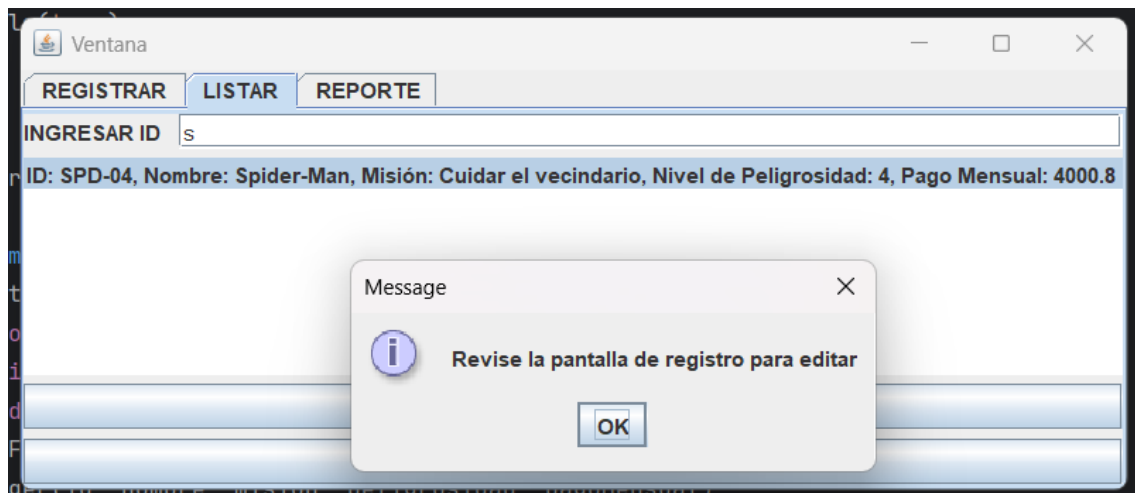 Ventana
REGISTRAR LISTAR REPORTE
INGRESAR ID s
ID: SPD-04, Nombre: Spider-Man, Misión: Cuidar el vecindario, Nivel de Peligrosidad: 4, Pago Mensual: 4000.8
Message
Revise la pantalla de registro para editar
OK